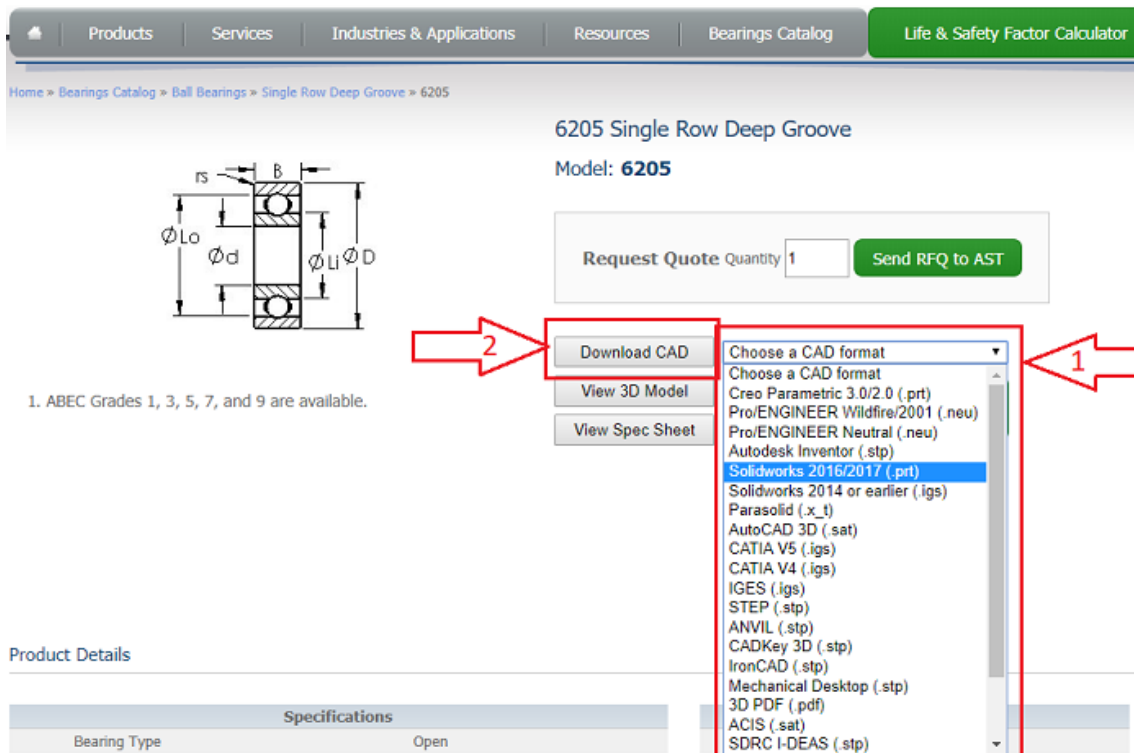 Products Services Industries & Applications Resources Bearings Catalog Life & Safety Factor Calculator
Home » Bearings Catalog » Ball Bearings » Single Row Deep Groove » 6205
6205 Single Row Deep Groove
Model: 6205
rs B
ØLo Ød ØLi ØD
Request Quote Quantity 1 Send RFQ to AST
1. ABEC Grades 1, 3, 5, 7, and 9 are available.
2
Download CAD
View 3D Model
View Spec Sheet
1
Choose a CAD format
Choose a CAD format
Creo Parametric 3.0/2.0 (.prt)
Pro/ENGINEER Wildfire/2001 (.neu)
Pro/ENGINEER Neutral (.neu)
Autodesk Inventor (.stp)
Solidworks 2016/2017 (.prt)
Solidworks 2014 or earlier (.igs)
Parasolid (.x_t)
AutoCAD 3D (.sat)
CATIA V5 (.igs)
CATIA V4 (.igs)
IGES (.igs)
STEP (.stp)
ANVIL (.stp)
CADKey 3D (.stp)
IronCAD (.stp)
Mechanical Desktop (.stp)
3D PDF (.pdf)
ACIS (.sat)
SDRC I-DEAS (.stp)
Product Details
Specifications
Bearing Type Open